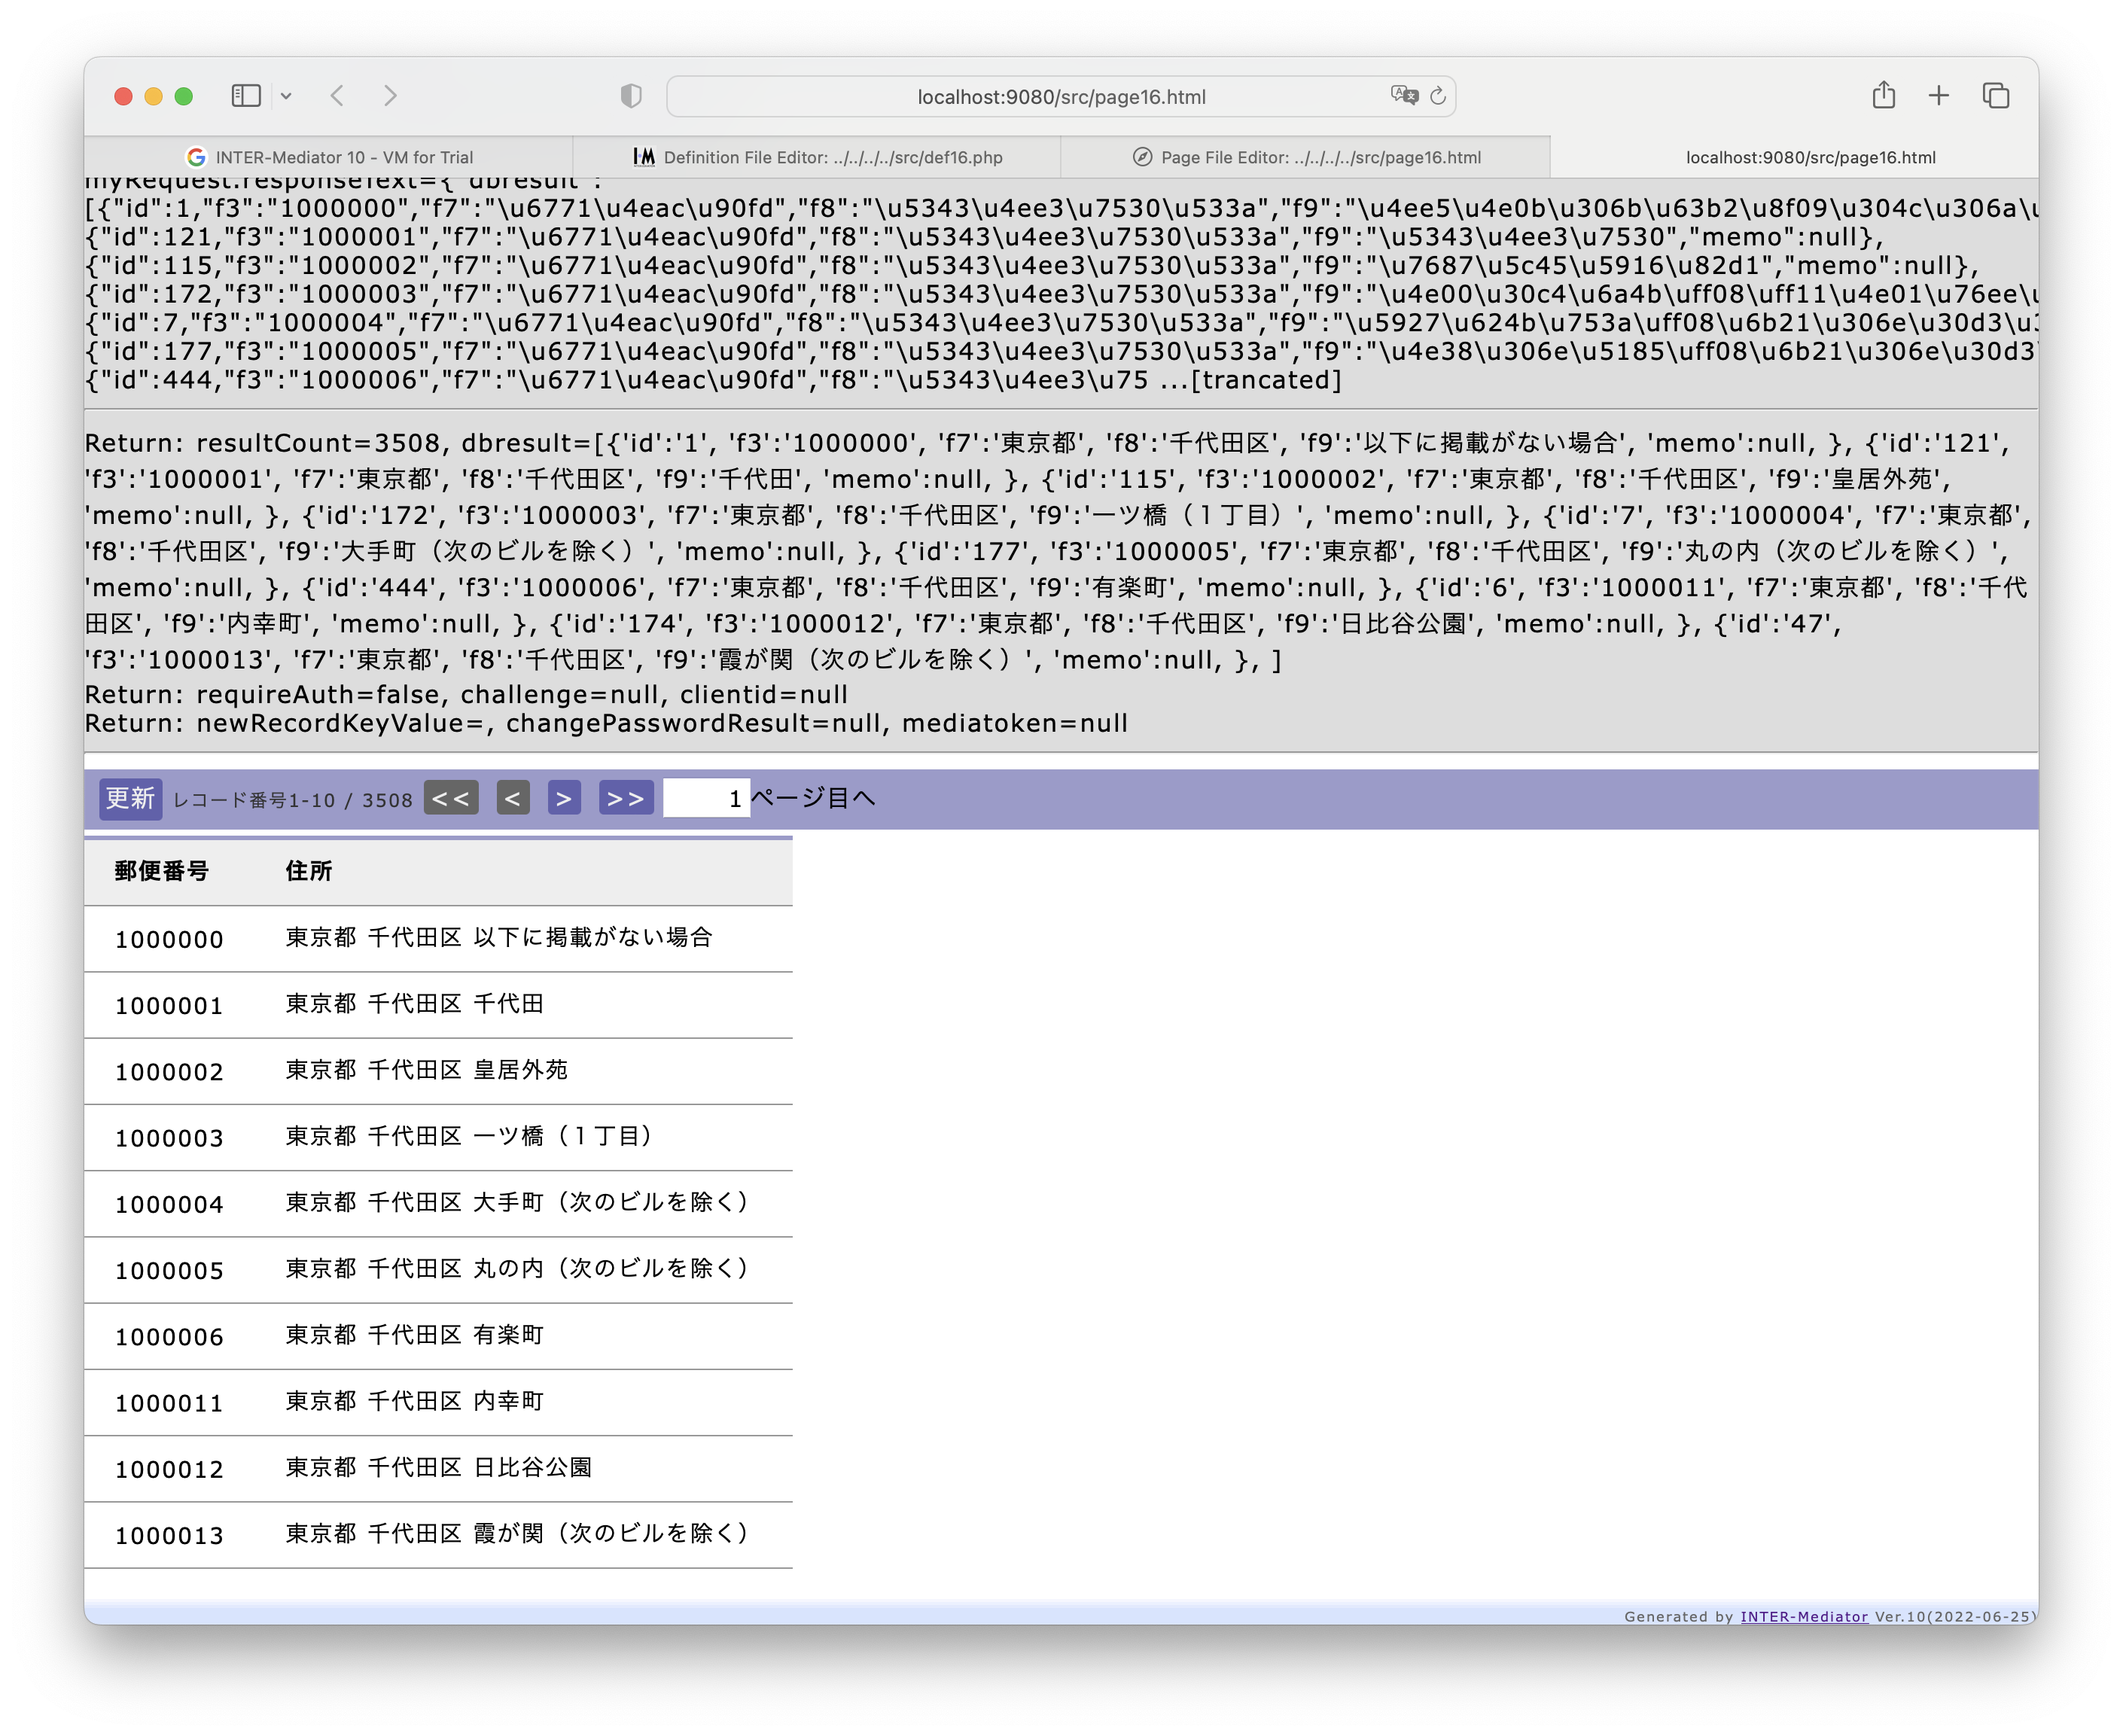 localhost:9080/src/page16.html
INTER-Mediator 10 - VM for Trial
Definition File Editor: ../../../../src/def16.php
Page File Editor: ../../../../src/page16.html
localhost:9080/src/page16.html
myRequest.responseText={"dbresult":
[{"id":1,"f3":"1000000","f7":"\u6771\u4eac\u90fd","f8":"\u5343\u4ee3\u7530\u533a","f9":"\u4ee5\u4e0b\u306b\u63b2\u8f09\u304c\u306a\u
{"id":121,"f3":"1000001","f7":"\u6771\u4eac\u90fd","f8":"\u5343\u4ee3\u7530\u533a","f9":"\u5343\u4ee3\u7530","memo":null},
{"id":115,"f3":"1000002","f7":"\u6771\u4eac\u90fd","f8":"\u5343\u4ee3\u7530\u533a","f9":"\u7687\u5c45\u5916\u82d1","memo":null},
{"id":172,"f3":"1000003","f7":"\u6771\u4eac\u90fd","f8":"\u5343\u4ee3\u7530\u533a","f9":"\u4e00\u30c4\u6a4b\uff08\uff11\u4e01\u76ee\u
{"id":7,"f3":"1000004","f7":"\u6771\u4eac\u90fd","f8":"\u5343\u4ee3\u7530\u533a","f9":"\u5927\u624b\u753a\uff08\u6b21\u306e\u30d3\u3
{"id":177,"f3":"1000005","f7":"\u6771\u4eac\u90fd","f8":"\u5343\u4ee3\u7530\u533a","f9":"\u4e38\u306e\u5185\uff08\u6b21\u306e\u30d3\
{"id":444,"f3":"1000006","f7":"\u6771\u4eac\u90fd","f8":"\u5343\u4ee3\u75 ...[trancated]
Return: resultCount=3508, dbresult=[{'id':'1', 'f3':'1000000', 'f7':'東京都', 'f8':'千代田区', 'f9':'以下に掲載がない場合', 'memo':null, }, {'id':'121',
'f3':'1000001', 'f7':'東京都', 'f8':'千代田区', 'f9':'千代田', 'memo':null, }, {'id':'115', 'f3':'1000002', 'f7':'東京都', 'f8':'千代田区', 'f9':'皇居外苑',
'memo':null, }, {'id':'172', 'f3':'1000003', 'f7':'東京都', 'f8':'千代田区', 'f9':'一ツ橋（１丁目）', 'memo':null, }, {'id':'7', 'f3':'1000004', 'f7':'東京都',
'f8':'千代田区', 'f9':'大手町（次のビルを除く）', 'memo':null, }, {'id':'177', 'f3':'1000005', 'f7':'東京都', 'f8':'千代田区', 'f9':'丸の内（次のビルを除く）',
'memo':null, }, {'id':'444', 'f3':'1000006', 'f7':'東京都', 'f8':'千代田区', 'f9':'有楽町', 'memo':null, }, {'id':'6', 'f3':'1000011', 'f7':'東京都', 'f8':'千代
田区', 'f9':'内幸町', 'memo':null, }, {'id':'174', 'f3':'1000012', 'f7':'東京都', 'f8':'千代田区', 'f9':'日比谷公園', 'memo':null, }, {'id':'47',
'f3':'1000013', 'f7':'東京都', 'f8':'千代田区', 'f9':'霞が関（次のビルを除く）', 'memo':null, }, ]
Return: requireAuth=false, challenge=null, clientid=null
Return: newRecordKeyValue=, changePasswordResult=null, mediatoken=null
更新 レコード番号1-10 / 3508 << < > >> 1 ページ目へ
郵便番号 住所
1000000 東京都 千代田区 以下に掲載がない場合
1000001 東京都 千代田区 千代田
1000002 東京都 千代田区 皇居外苑
1000003 東京都 千代田区 一ツ橋（１丁目）
1000004 東京都 千代田区 大手町（次のビルを除く）
1000005 東京都 千代田区 丸の内（次のビルを除く）
1000006 東京都 千代田区 有楽町
1000011 東京都 千代田区 内幸町
1000012 東京都 千代田区 日比谷公園
1000013 東京都 千代田区 霞が関（次のビルを除く）
Generated by INTER-Mediator Ver.10(2022-06-25)